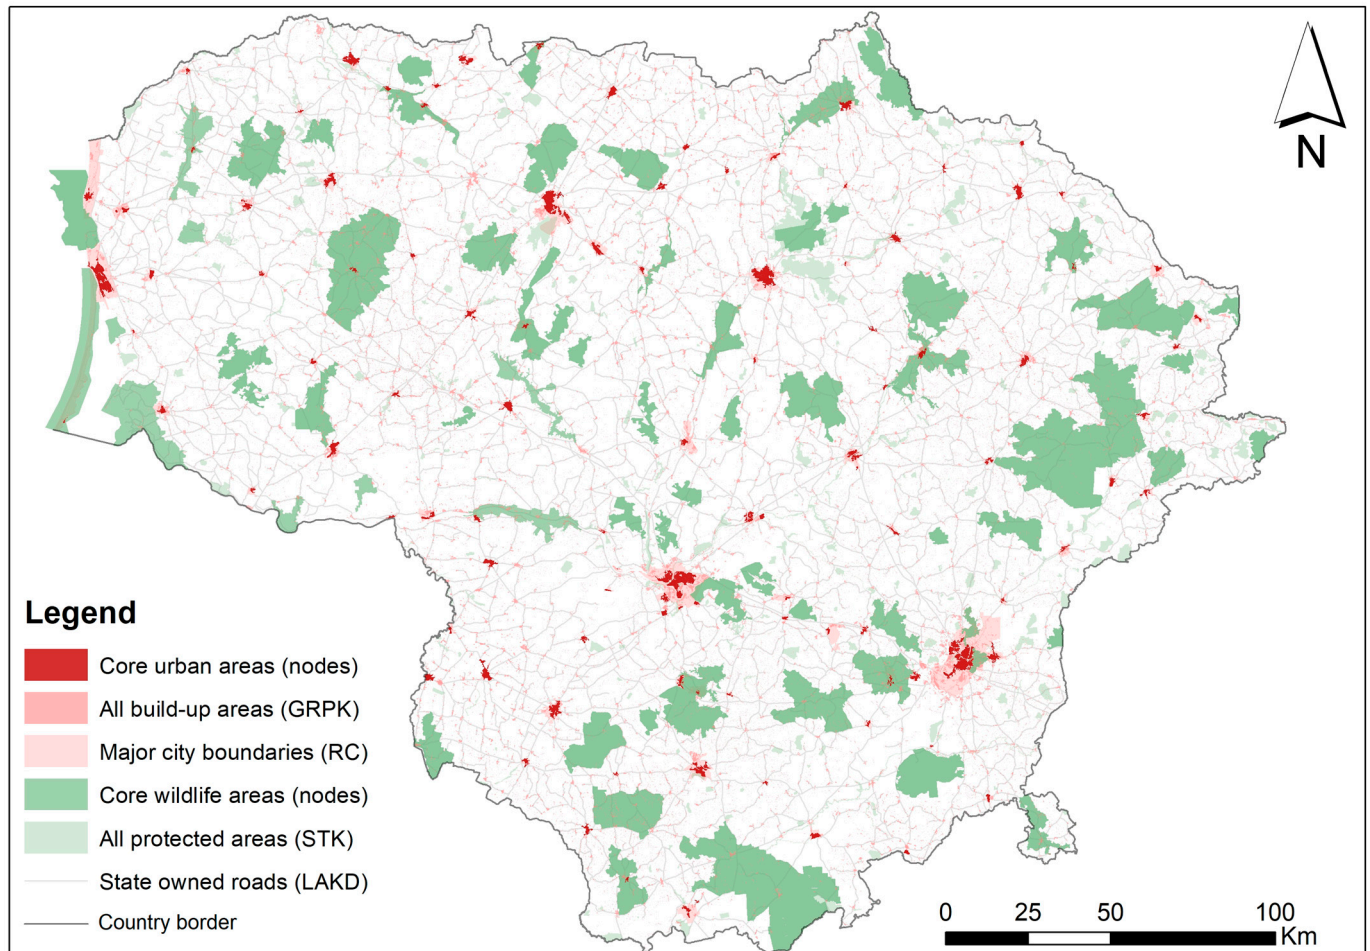 N
Legend
Core urban areas (nodes)
All build-up areas (GRPK)
Major city boundaries (RC)
Core wildlife areas (nodes)
All protected areas (STK)
State owned roads (LAKD)
Country border
0 25 50 100
Km